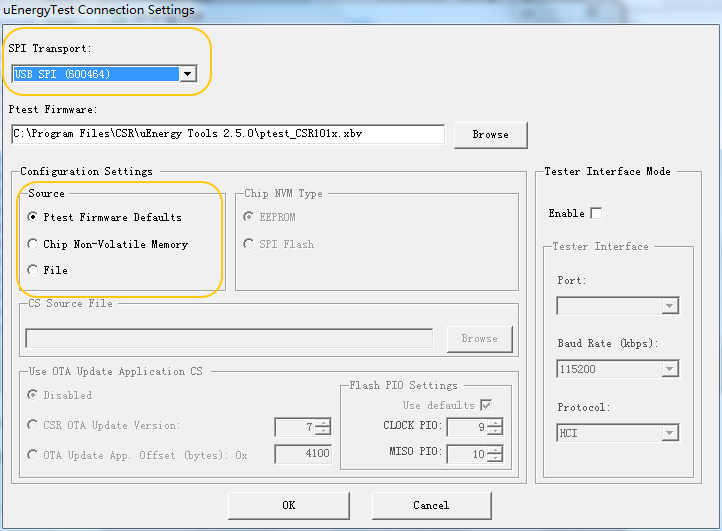 uEnergyTest Connection Settings
SPI Transport:
USB SPI (600464)
Ptest Firmware:
C:\Program Files\CSR\uEnergy Tools 2.5.0\ptest_CSR101x.xbv
Browse
Configuration Settings
Source
Ptest Firmware Defaults
Chip Non-Volatile Memory
File
Chip NVM Type
EEPROM
SPI Flash
CS Source File
Browse
Use OTA Update Application CS
Disabled
CSR OTA Update Version:
7
OTA Update App. Offset (bytes): 0x
4100
Flash PIO Settings
Use defaults
CLOCK PIO:
9
MISO PIO:
10
Tester Interface Mode
Enable
Tester Interface
Port:
Baud Rate (kbps):
115200
Protocol:
HCI
OK
Cancel